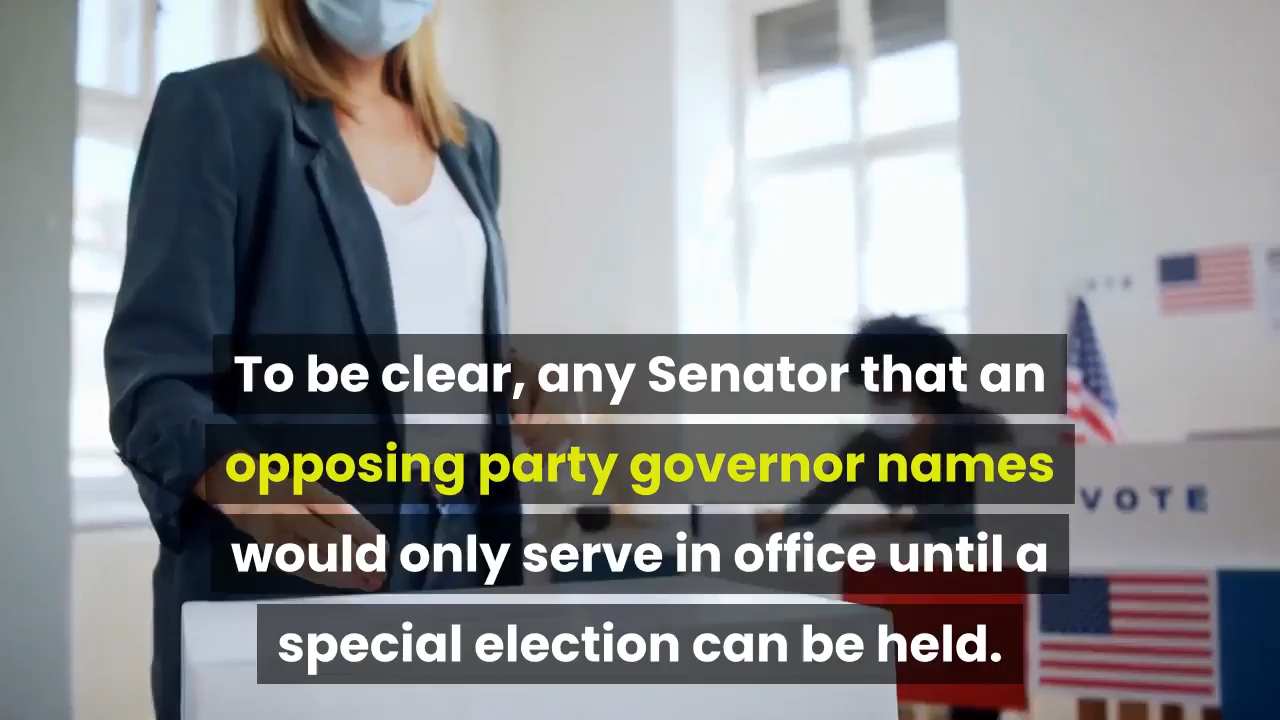 To be clear, any Senator that an
opposing party governor names
would only serve in office until a
special election can be held.
VOTE